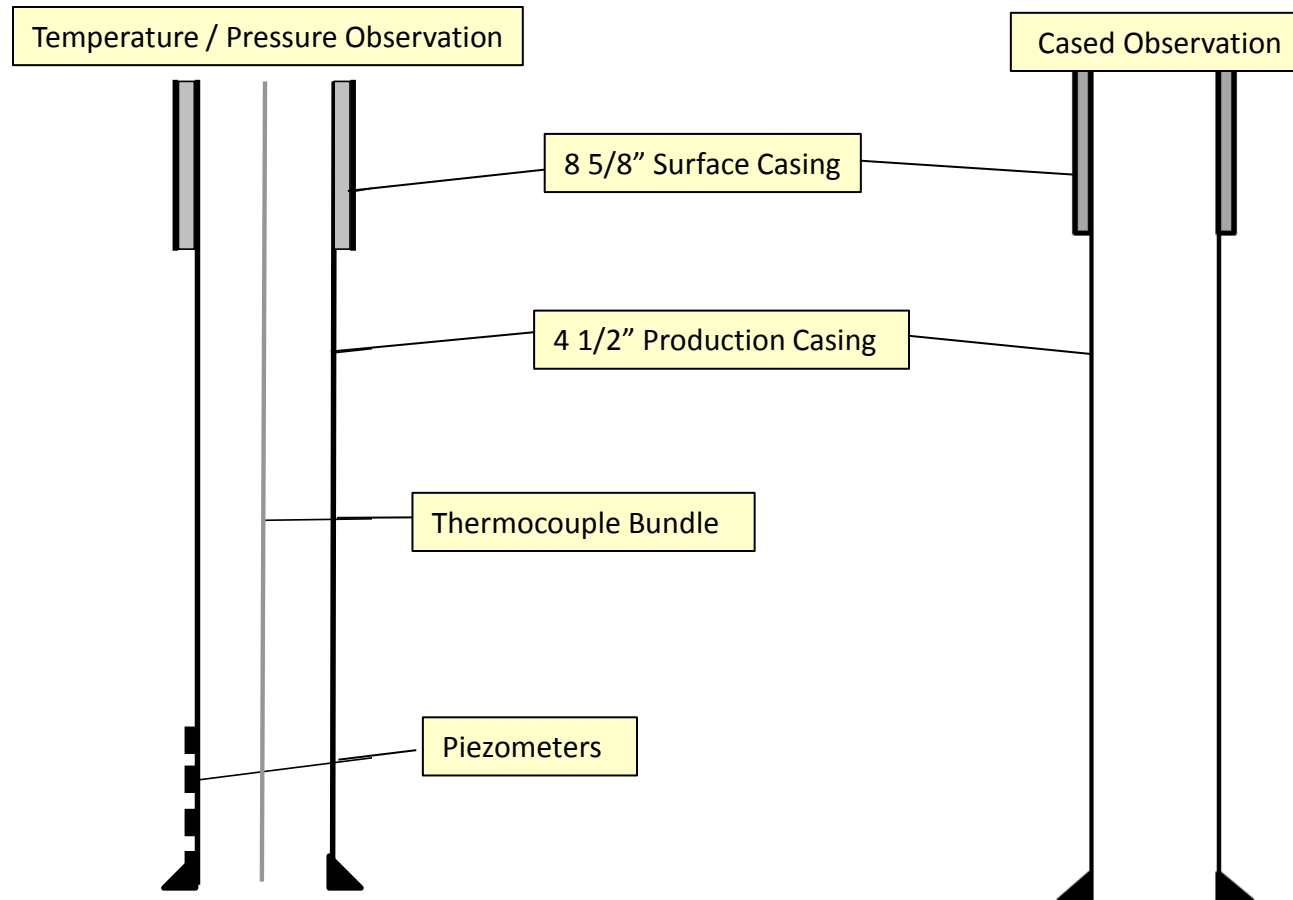 Temperature / Pressure Observation
Cased Observation
8 5/8” Surface Casing
4 1/2” Production Casing
Thermocouple Bundle
Piezometers